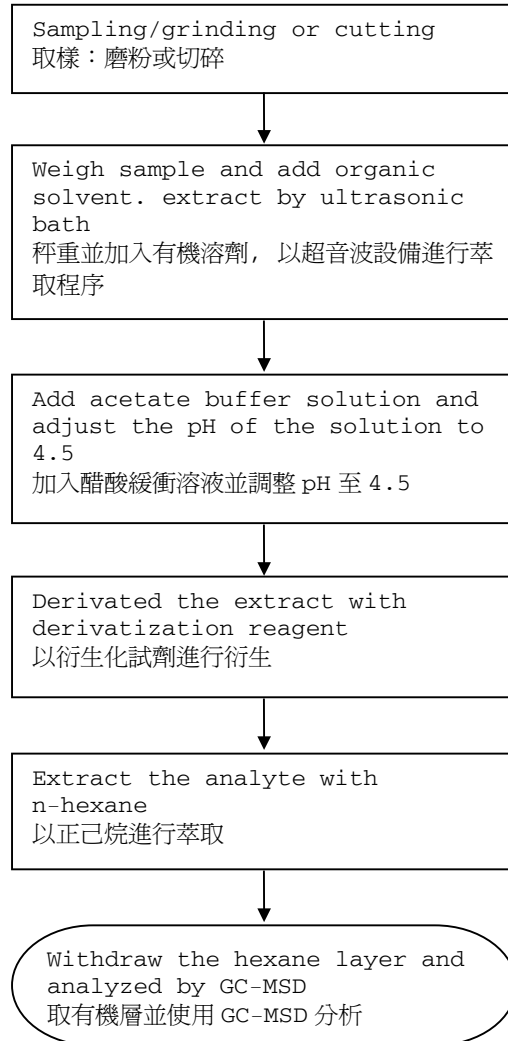 Sampling/grinding or cutting
取樣：磨粉或切碎
Weigh sample and add organic
solvent. extract by ultrasonic
bath
秤重並加入有機溶劑, 以超音波設備進行萃
取程序
Add acetate buffer solution and
adjust the pH of the solution to
4.5
加入醋酸緩衝溶液並調整 pH 至 4.5
Derivated the extract with
derivatization reagent
以衍生化試劑進行衍生
Extract the analyte with
n-hexane
以正己烷進行萃取
Withdraw the hexane layer and
analyzed by GC-MSD
取有機層並使用 GC-MSD 分析